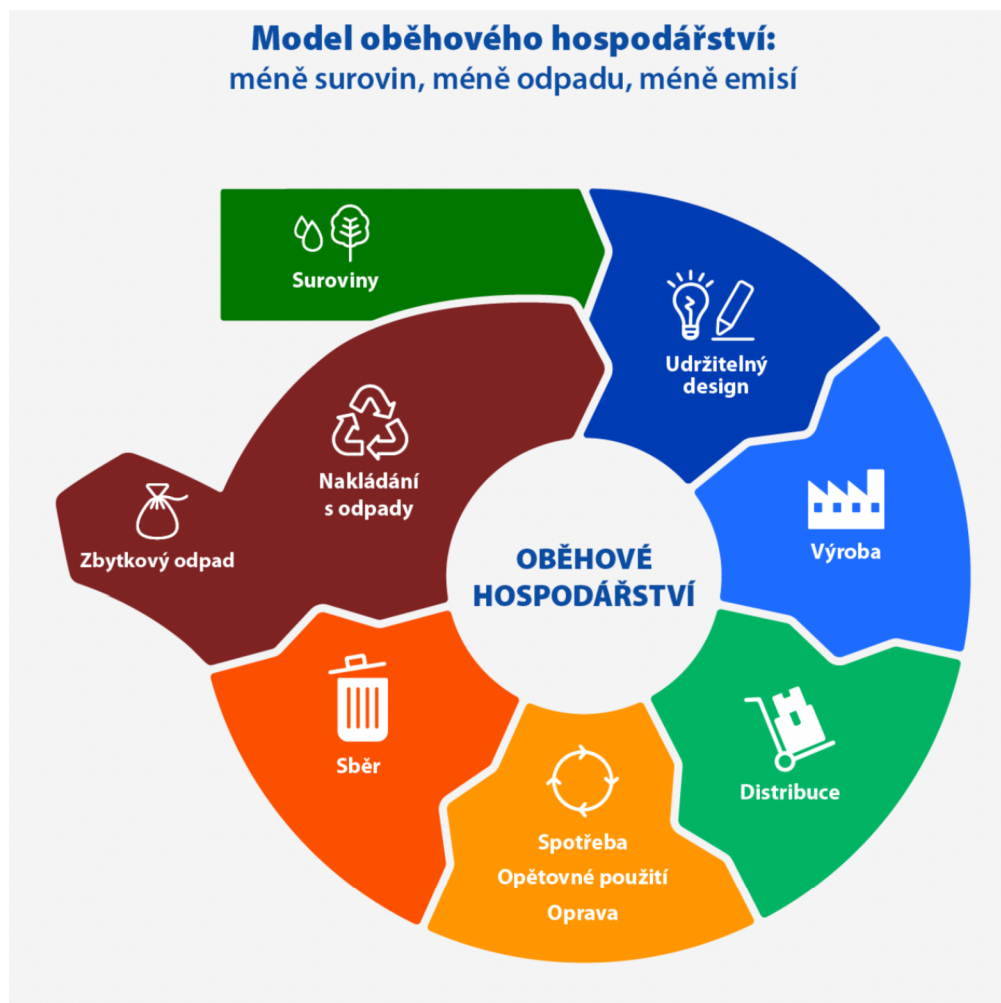 Model oběhového hospodářství:
méně surovin, méně odpadu, méně emisí
Suroviny
Udržitelný
design
Výroba
Distribuce
Spotřeba
Opětovné použití
Oprava
Sběr
Nakládání
s odpady
Zbytkový odpad
OBĚHOVÉ
HOSPODÁŘSTVÍ